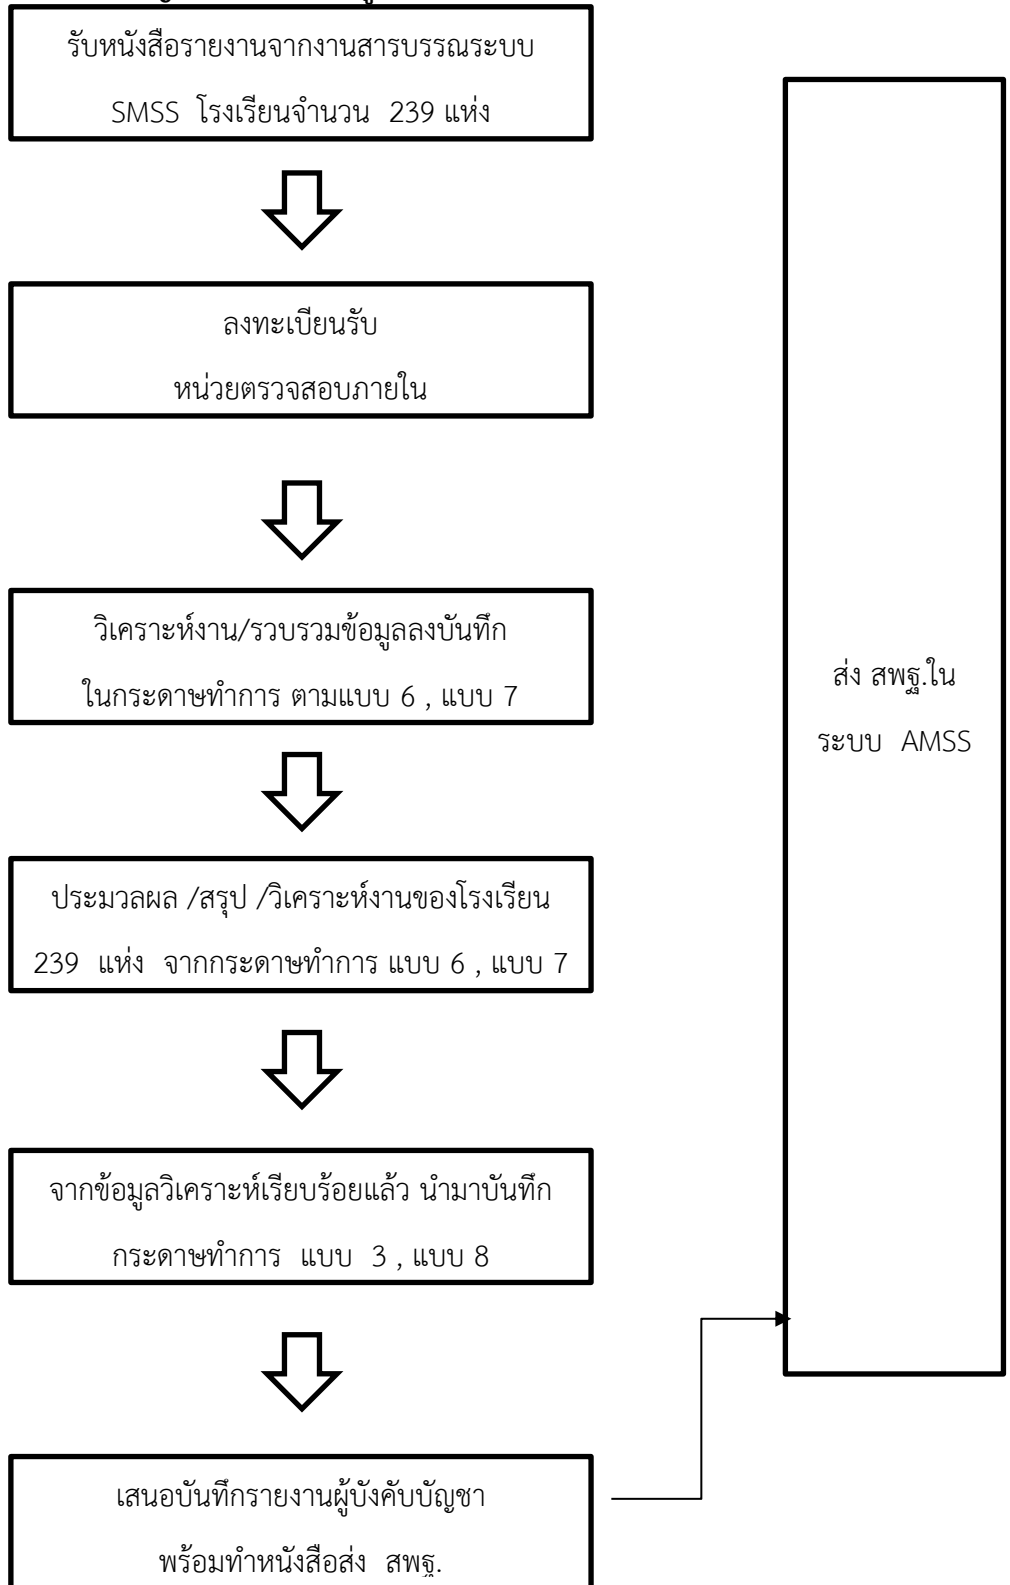 รับหนังสือรายงานจากงานสารบรรณระบบ
SMSS โรงเรียนจำนวน 239 แห่ง
ลงทะเบียนรับ
หน่วยตรวจสอบภายใน
วิเคราะห์งาน/รวบรวมข้อมูลลงบันทึก
ในกระดาษทำการ ตามแบบ 6 , แบบ 7
ประมวลผล /สรุป /วิเคราะห์งานของโรงเรียน
239 แห่ง จากกระดาษทำการ แบบ 6 , แบบ 7
จากข้อมูลวิเคราะห์เรียบร้อยแล้ว นำมาบันทึก
กระดาษทำการ แบบ 3 , แบบ 8
เสนอบันทึกรายงานผู้บังคับบัญชา
พร้อมทำหนังสือส่ง สพฐ.
ส่ง สพฐ.ใน
ระบบ AMSS